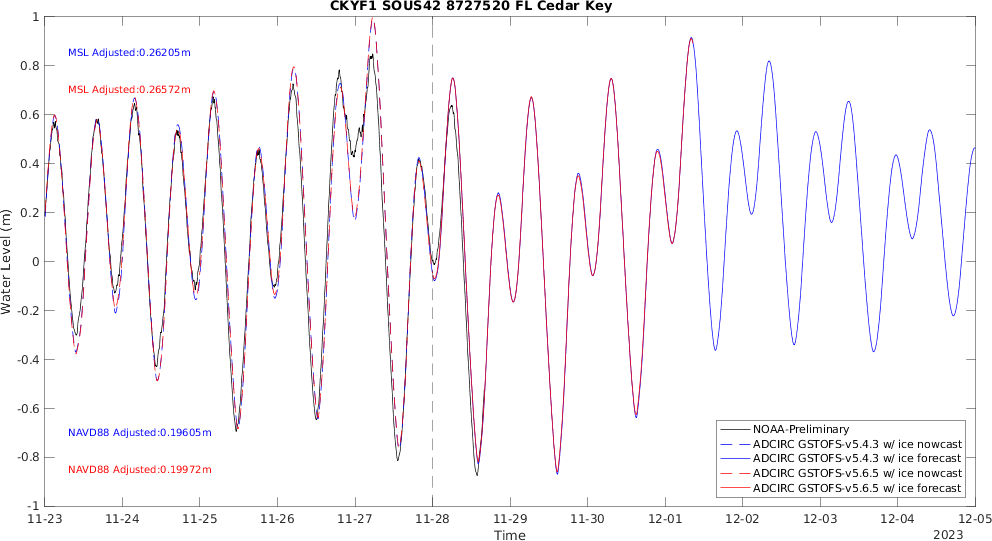 CKYF1 SOUS42 8727520 FL Cedar Key
MSL Adjusted:0.26205m
MSL Adjusted:0.26572m
NAVD88 Adjusted:0.19605m
NAVD88 Adjusted:0.19972m
Water Level (m)
1
0.8
0.6
0.4
0.2
0
-0.2
-0.4
-0.6
-0.8
-1
NOAA-Preliminary
ADCIRC GSTOFS-v5.4.3 w/ ice nowcast
ADCIRC GSTOFS-v5.4.3 w/ ice forecast
ADCIRC GSTOFS-v5.6.5 w/ ice nowcast
ADCIRC GSTOFS-v5.6.5 w/ ice forecast
11-23 11-24 11-25 11-26 11-27 11-28 11-29 11-30 12-01 12-02 12-03 12-04 12-05
Time
2023